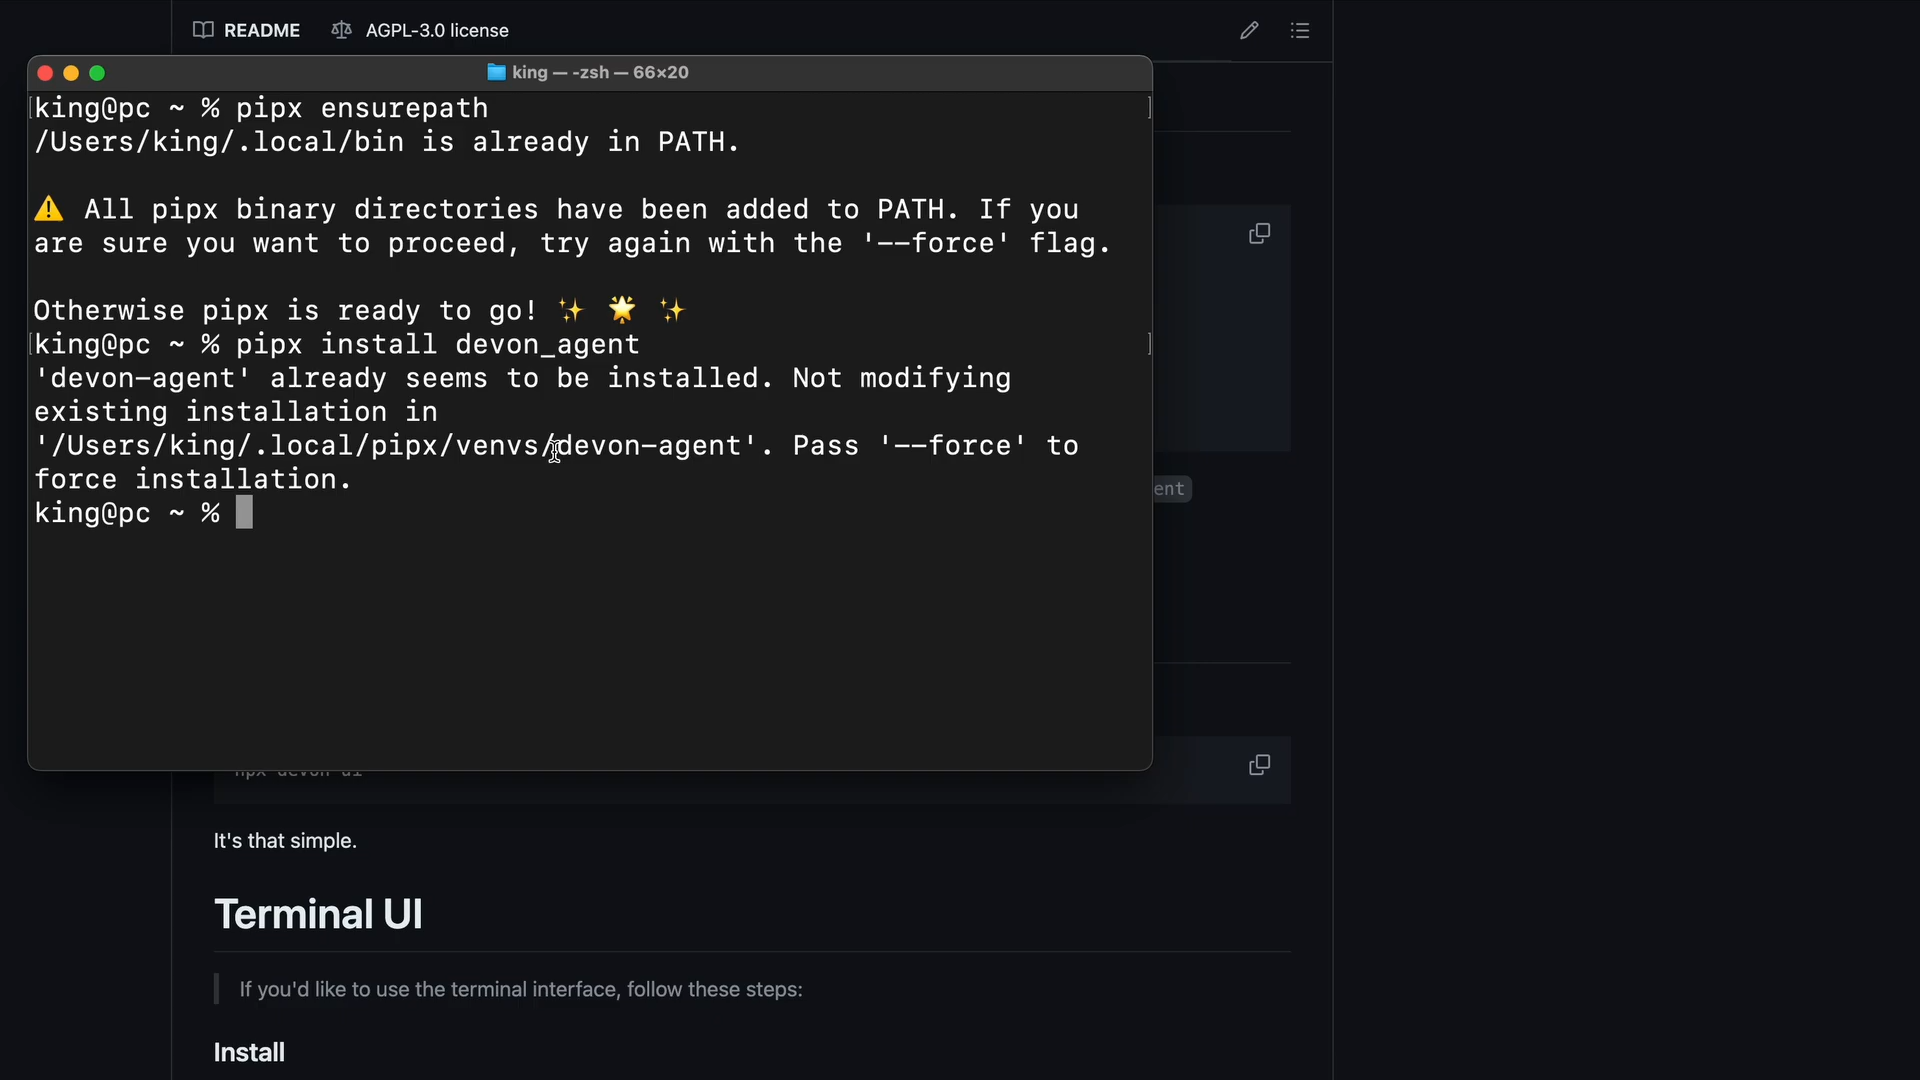 README AGPL-3.0 license
king — -zsh — 66×20
king@pc ~ % pipx ensurepath
/Users/king/.local/bin is already in PATH.
⚠️ All pipx binary directories have been added to PATH. If you
are sure you want to proceed, try again with the '--force' flag.
Otherwise pipx is ready to go! ✨ 🌟 ✨
king@pc ~ % pipx install devon_agent
'devon-agent' already seems to be installed. Not modifying
existing installation in
'/Users/king/.local/pipx/venvs/devon-agent'. Pass '--force' to
force installation.
king@pc ~ %
ent
npx devon-ui
It's that simple.
Terminal UI
If you'd like to use the terminal interface, follow these steps:
Install